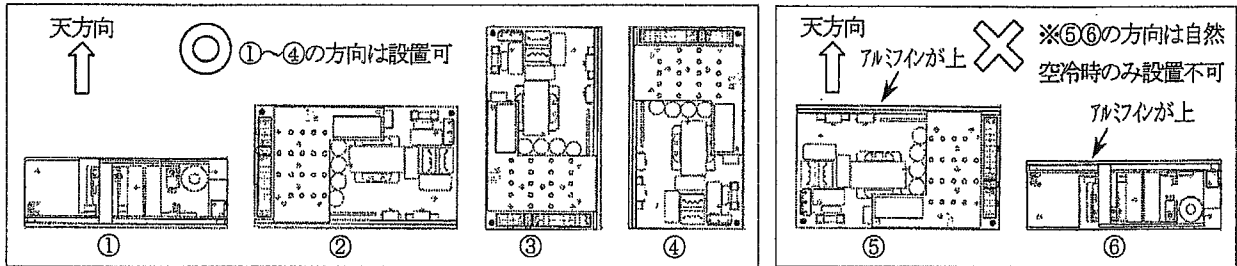 天方向
①～④の方向は設置可
①
②
③
④
天方向
アルミフィンが上
※⑤⑥の方向は自然
空冷時のみ設置不可
アルミフィンが上
⑤
⑥